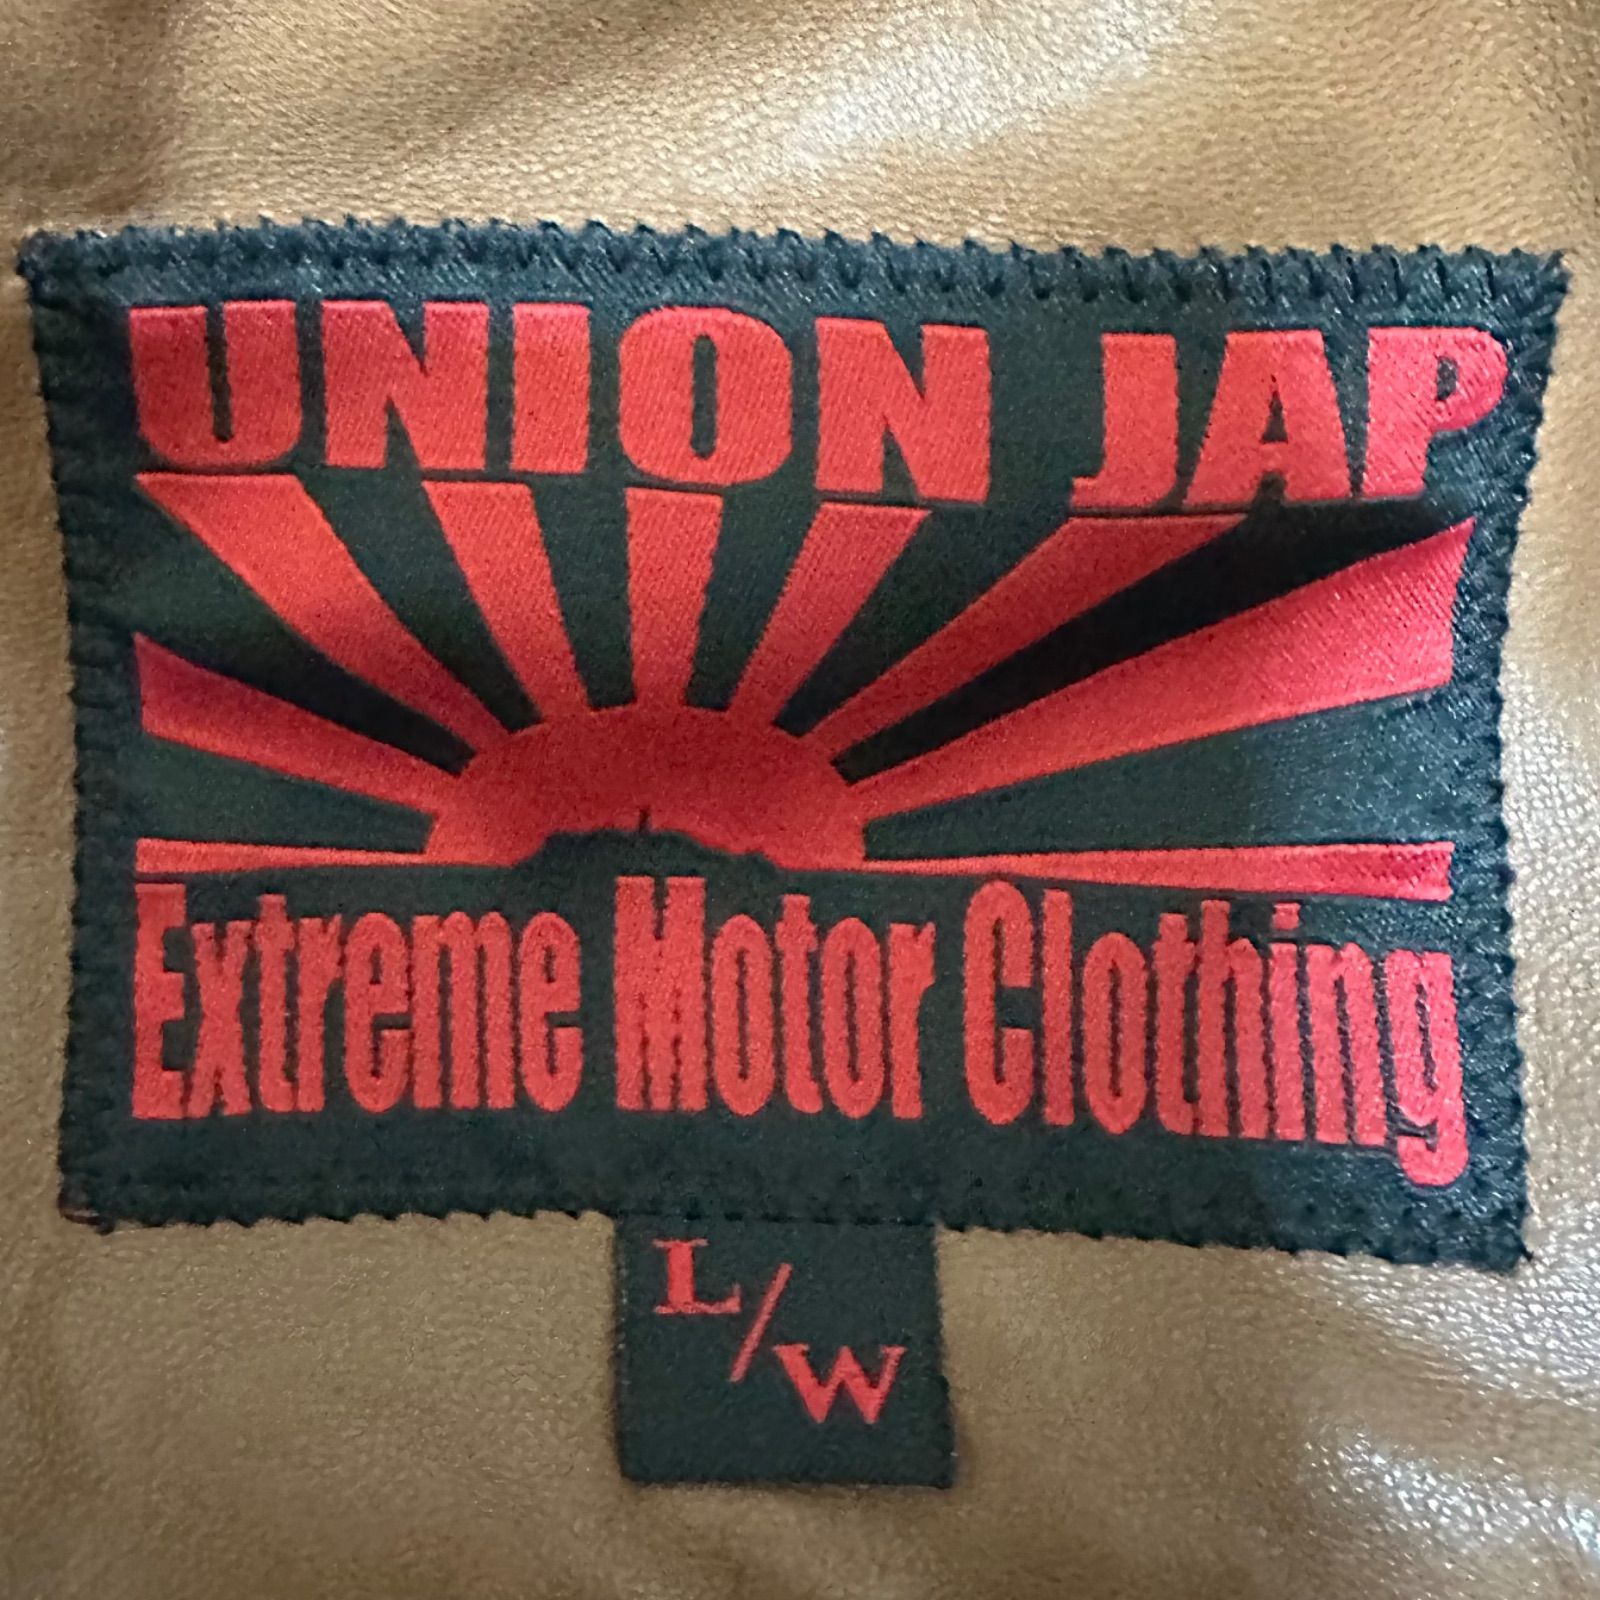 UNION JAP
Extreme Motor Clothing
L/W